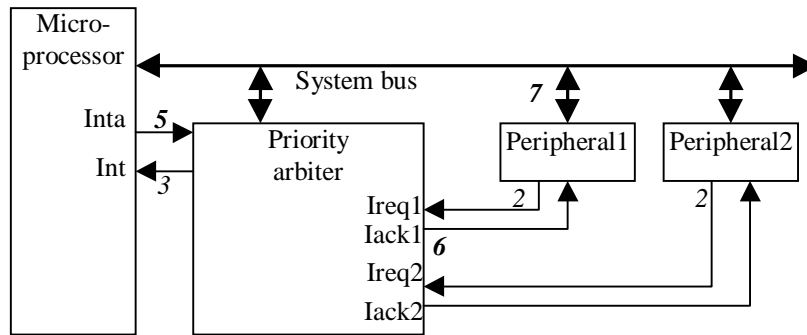 Micro-
processor
System bus
7
Inta
5
Int
3
Priority
arbiter
Peripheral1
Peripheral2
2
2
Ireq1
Iack1
6
Ireq2
Iack2